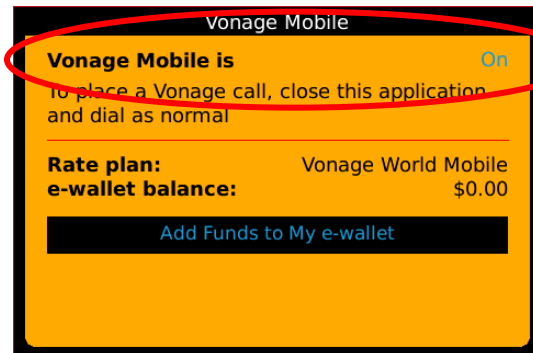 Vonage Mobile
Vonage Mobile is On
To place a Vonage call, close this application
and dial as normal
Rate plan: Vonage World Mobile
e-wallet balance: $0.00
Add Funds to My e-wallet